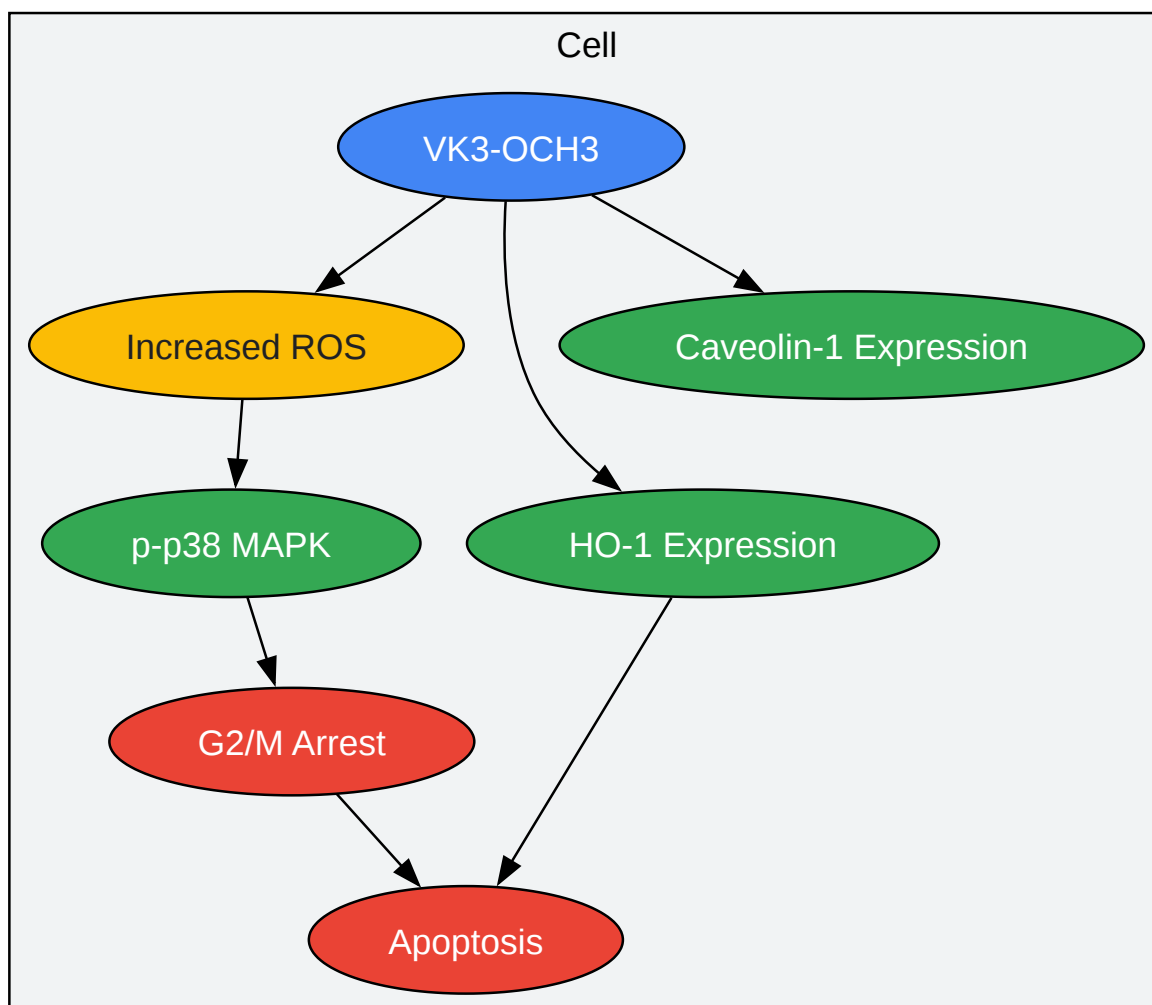 Cell
VK3-OCH3
Increased ROS
Caveolin-1 Expression
p-p38 MAPK
HO-1 Expression
G2/M Arrest
Apoptosis